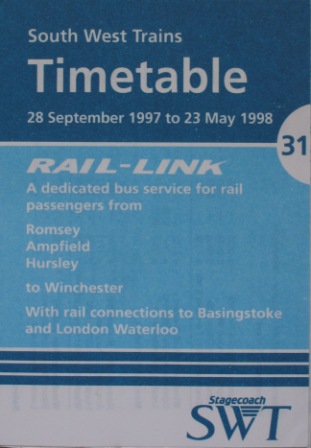 South West Trains
Timetable
28 September 1997 to 23 May 1998
31
RAIL-LINK
A dedicated bus service for rail
passengers from
Romsey
Ampfield
Hursley
to Winchester
With rail connections to Basingstoke
and London Waterloo
Stagecoach
SWT